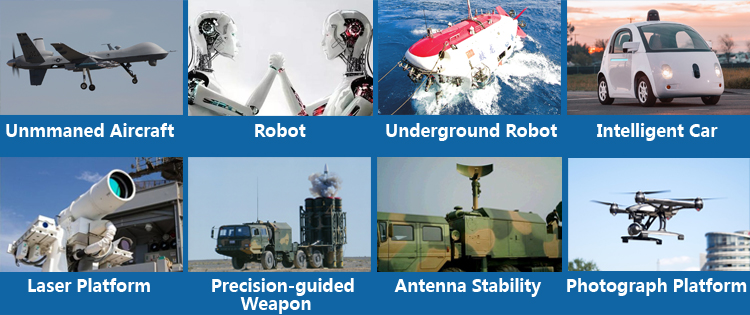 Unmmaned Aircraft
Robot
Underground Robot
Intelligent Car
Laser Platform
Precision-guided
Weapon
Antenna Stability
Photograph Platform